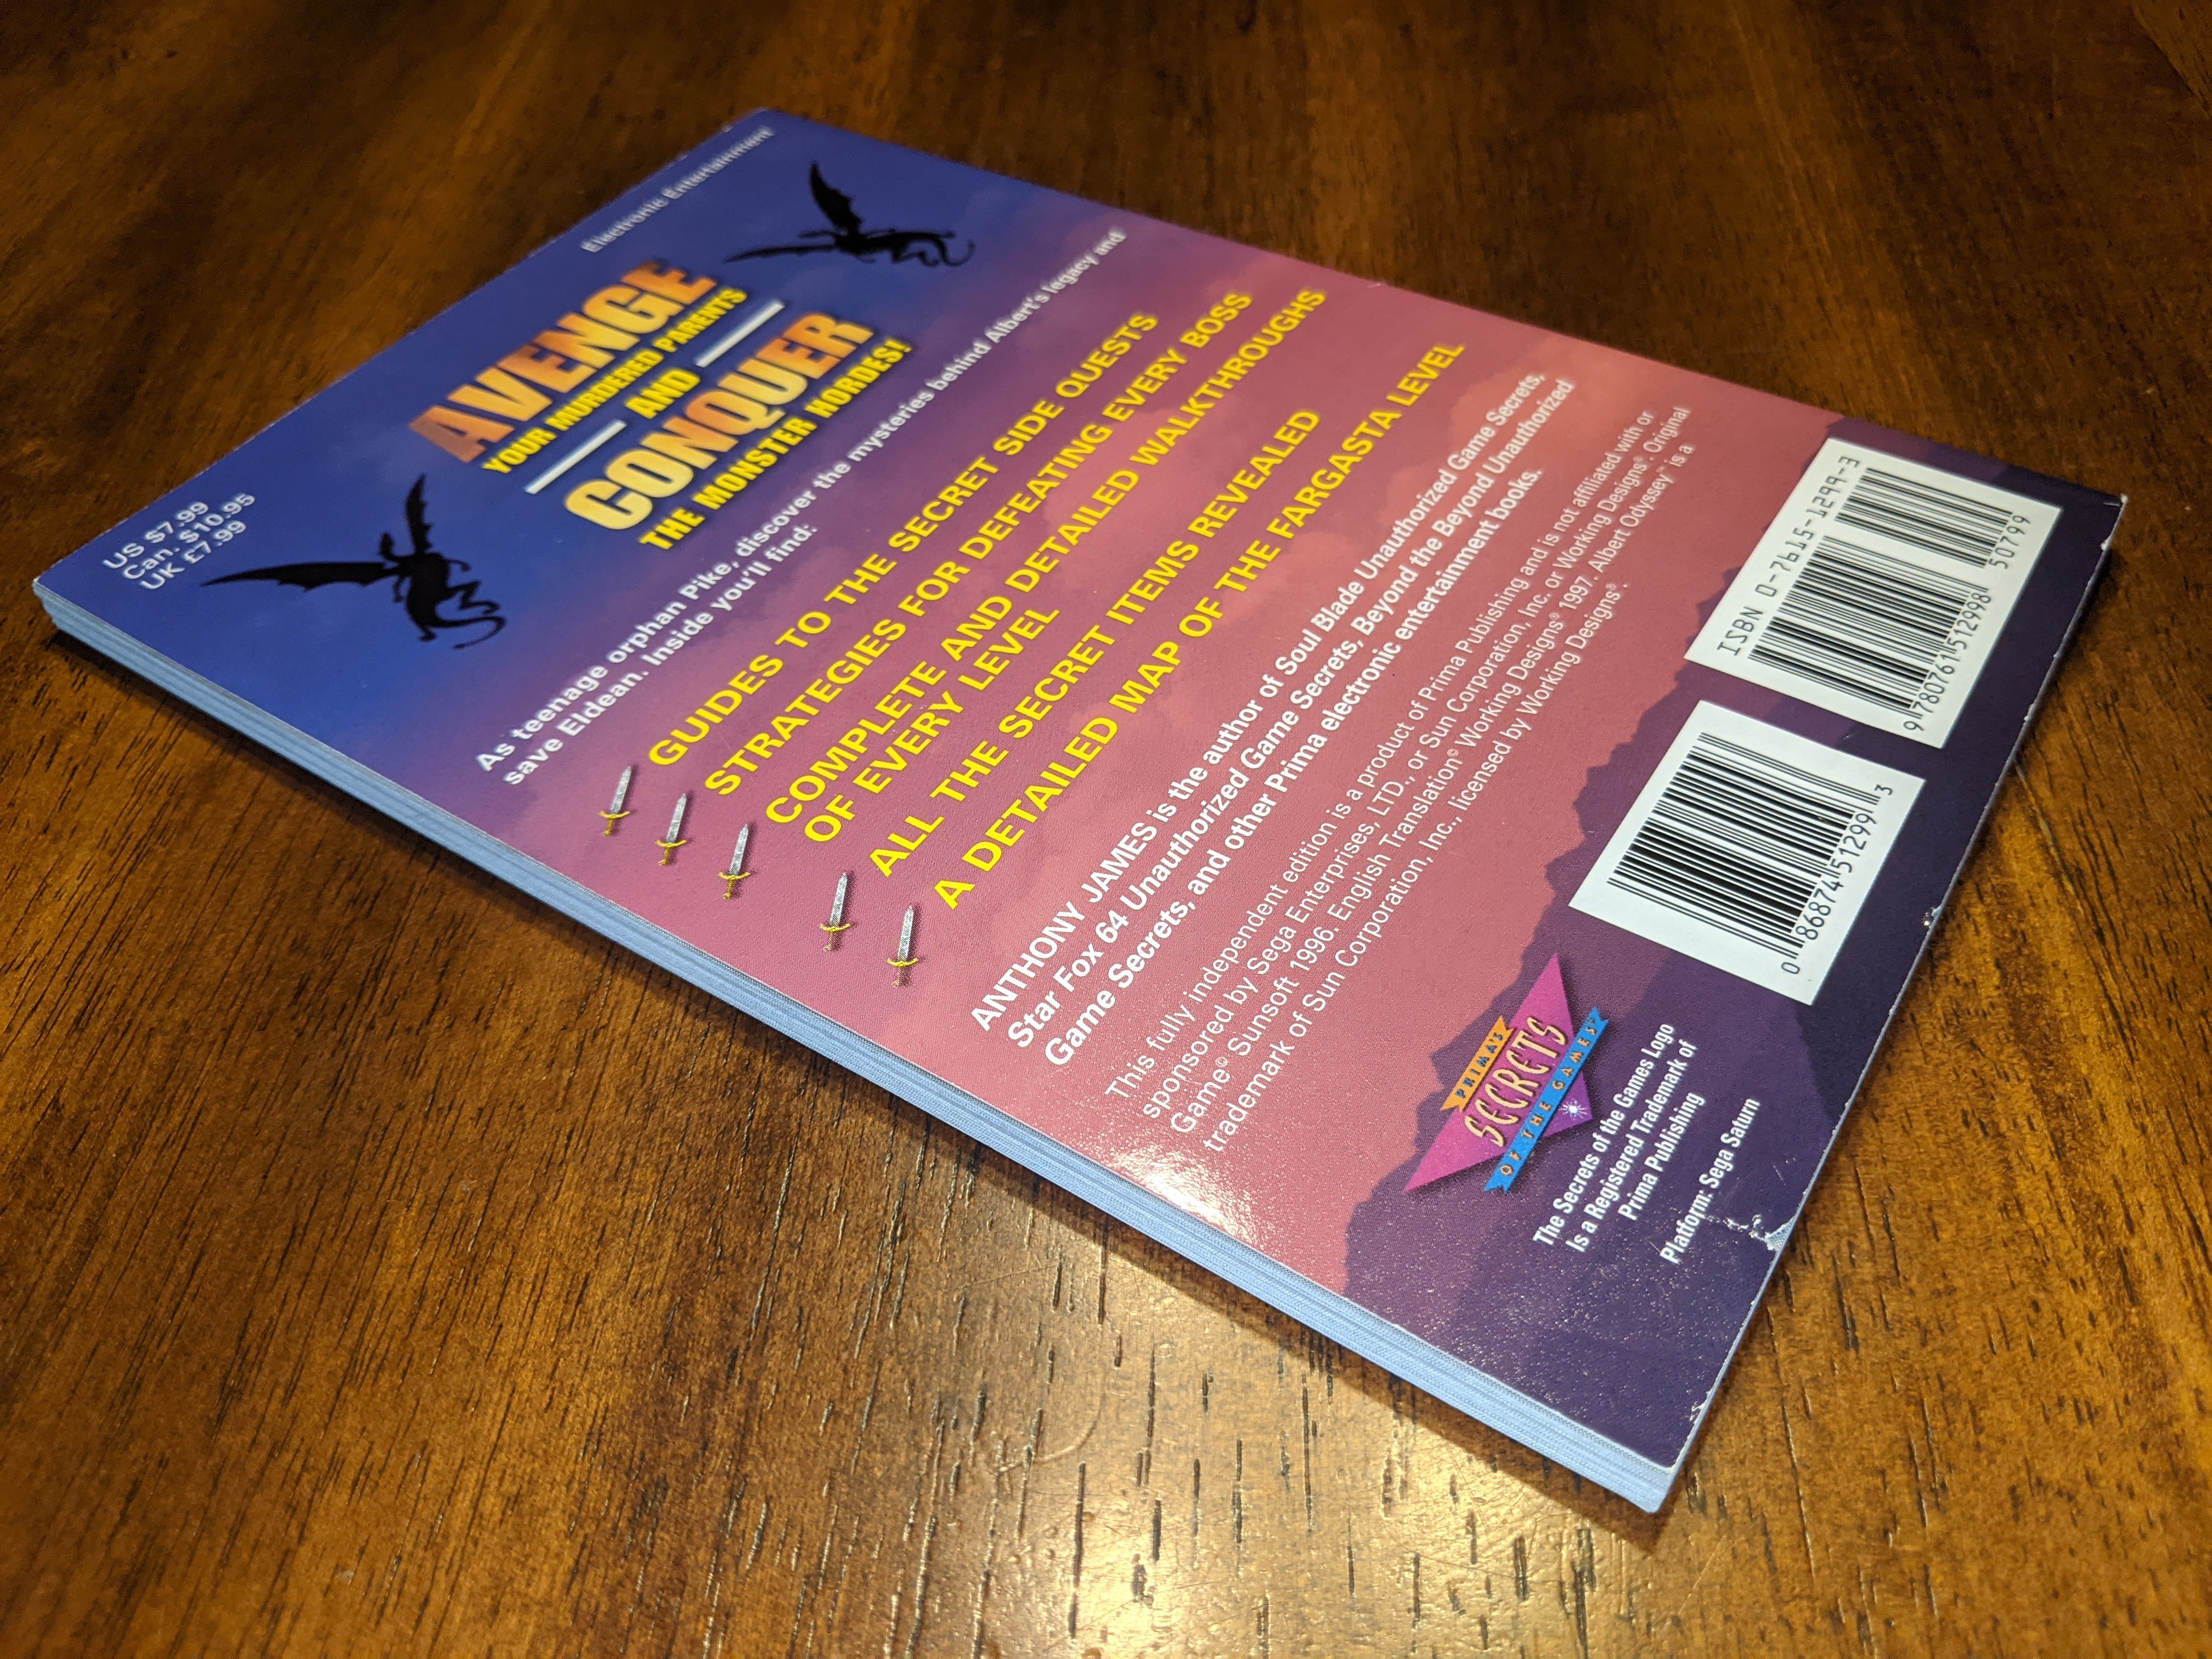 Electronic Entertainment
US $7.99
Can. $10.95
UK £7.99
AVENGE
YOUR MURDERED PARENTS
AND
CONQUER
THE MONSTER HORDES!
As teenage orphan Pike, discover the mysteries behind Albert's legacy and
save Eldean. Inside you'll find:
GUIDES TO THE SECRET SIDE QUESTS
STRATEGIES FOR DEFEATING EVERY BOSS
COMPLETE AND DETAILED WALKTHROUGHS
OF EVERY LEVEL
ALL THE SECRET ITEMS REVEALED
A DETAILED MAP OF THE FARGASTA LEVEL
ANTHONY JAMES is the author of Soul Blade Unauthorized Game Secrets,
Star Fox 64 Unauthorized Game Secrets, Beyond the Beyond Unauthorized
Game Secrets, and other Prima electronic entertainment books.
This fully independent edition is a product of Prima Publishing and is not affiliated with or
sponsored by Sega Enterprises, LTD., or Sun Corporation, Inc. or Working Designs®. Original
Game© Sunsoft 1996. English Translation© Working Designs® 1997. Albert Odyssey™ is a
trademark of Sun Corporation, Inc., licensed by Working Designs®.
PRIMA'S
SECRETS
OF THE GAMES
The Secrets of the Games Logo
Is a Registered Trademark of
Prima Publishing
Platform: Sega Saturn
0 86874 51299 3
ISBN 0-7615-1299-3
9 780761 512998
50799